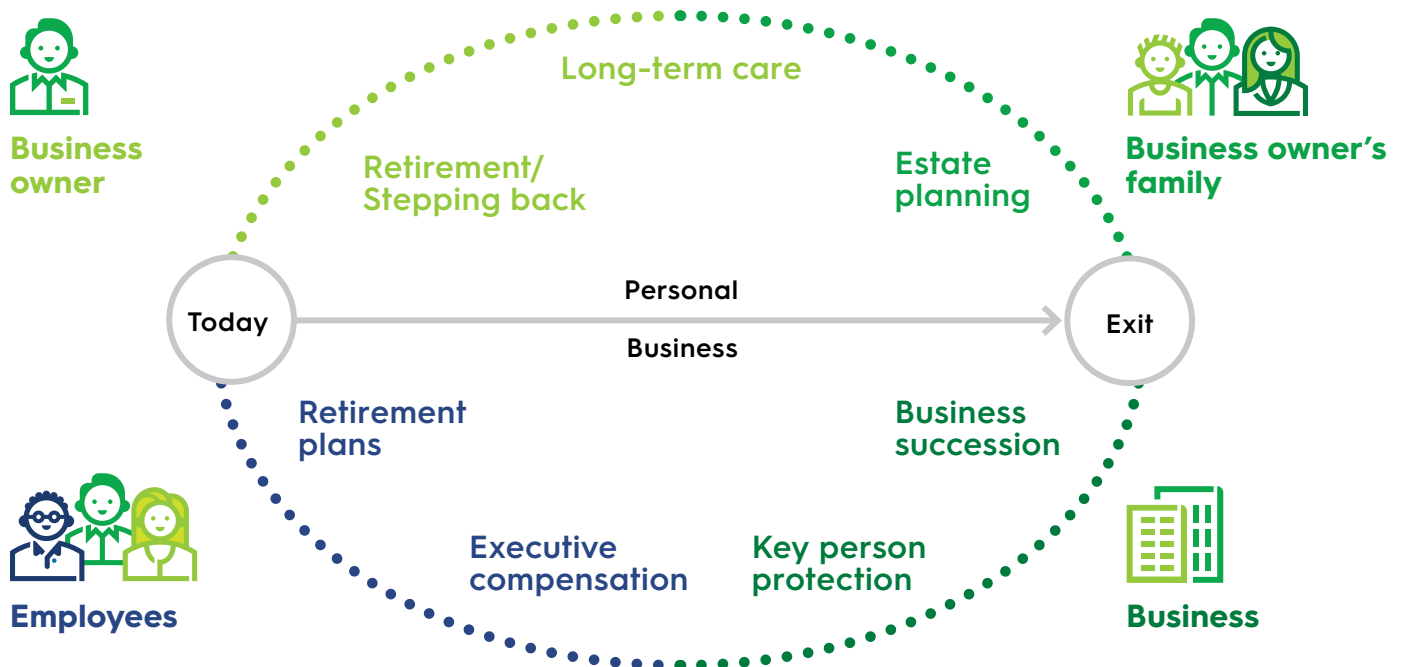 Long-term care
Business
owner
Retirement/
Stepping back
Estate
planning
Business owner’s
family
Personal
Today
Exit
Business
Retirement
plans
Business
succession
Executive
compensation
Key person
protection
Employees
Business